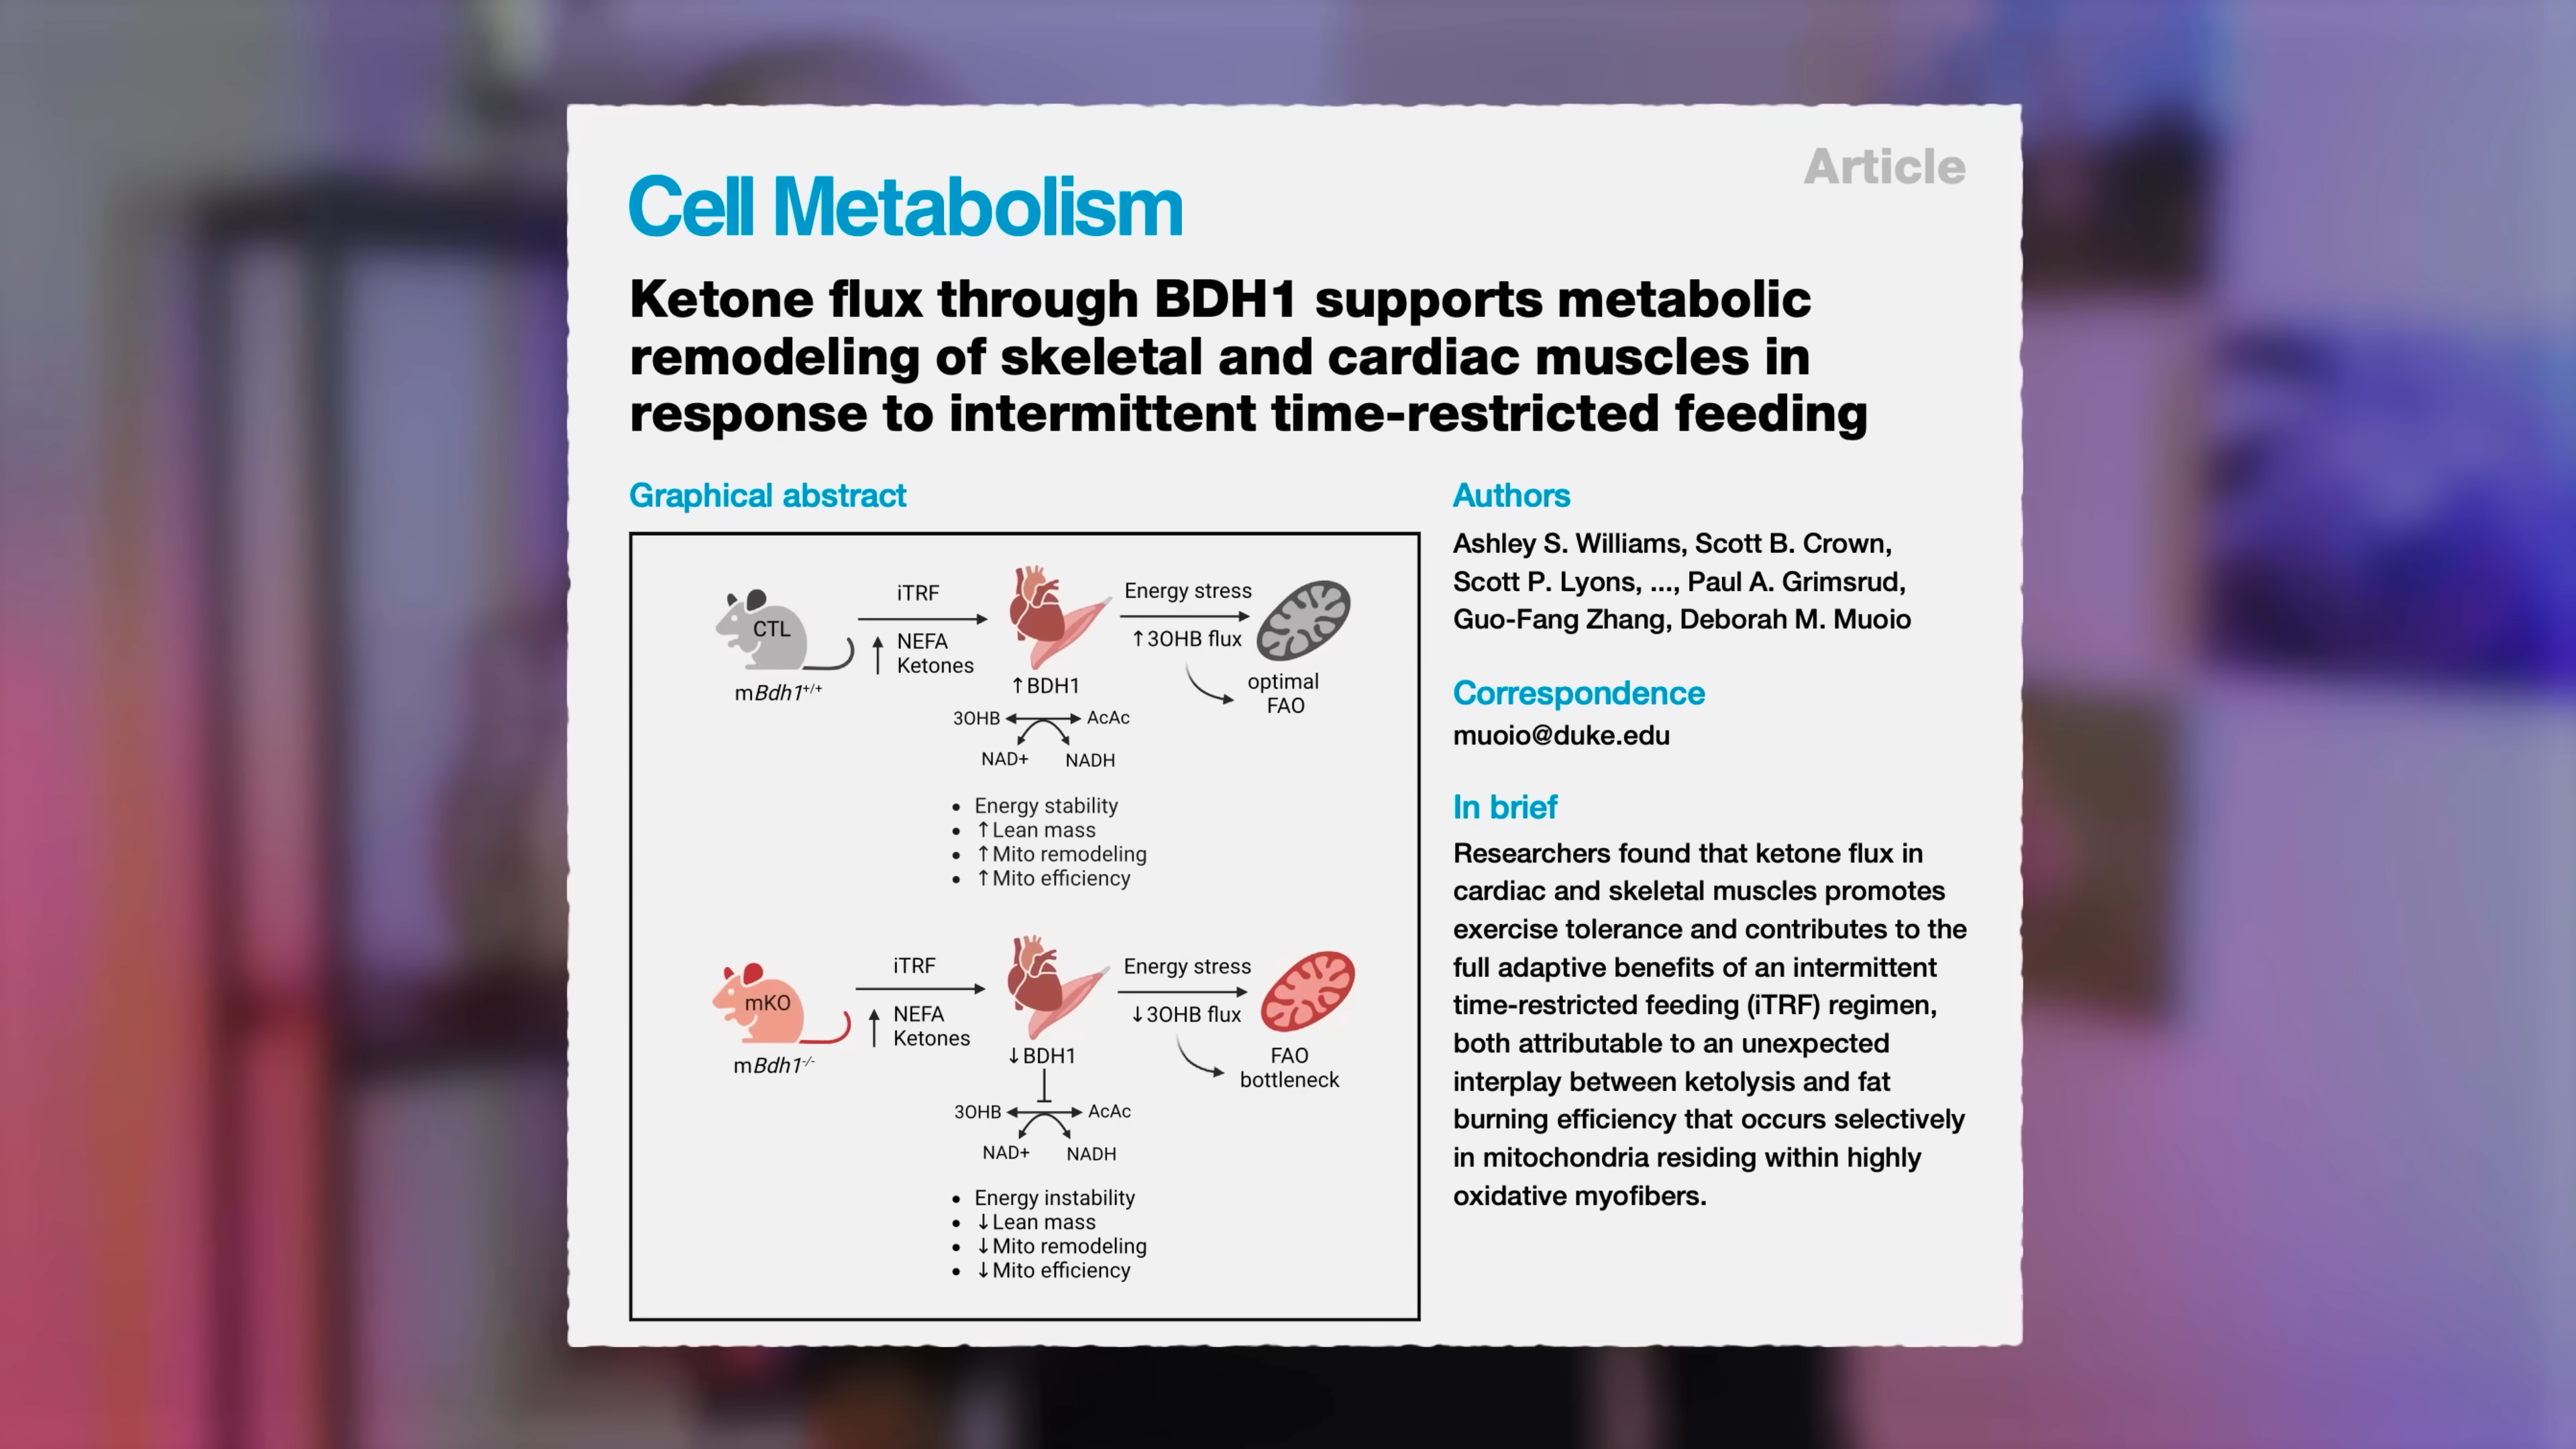 Article
Cell Metabolism
Ketone flux through BDH1 supports metabolic
remodeling of skeletal and cardiac muscles in
response to intermittent time-restricted feeding
Graphical abstract
CTL
mBdh1+/+
iTRF
↑ NEFA
Ketones
↑BDH1
Energy stress
↑3OHB flux
optimal
FAO
3OHB AcAc
NAD+ NADH
• Energy stability
• ↑Lean mass
• ↑Mito remodeling
• ↑Mito efficiency
mKO
mBdh1-/-
iTRF
↑ NEFA
Ketones
↓BDH1
Energy stress
↓3OHB flux
FAO
bottleneck
3OHB AcAc
NAD+ NADH
• Energy instability
• ↓Lean mass
• ↓Mito remodeling
• ↓Mito efficiency
Authors
Ashley S. Williams, Scott B. Crown,
Scott P. Lyons, ..., Paul A. Grimsrud,
Guo-Fang Zhang, Deborah M. Muoio
Correspondence
muoio@duke.edu
In brief
Researchers found that ketone flux in
cardiac and skeletal muscles promotes
exercise tolerance and contributes to the
full adaptive benefits of an intermittent
time-restricted feeding (iTRF) regimen,
both attributable to an unexpected
interplay between ketolysis and fat
burning efficiency that occurs selectively
in mitochondria residing within highly
oxidative myofibers.